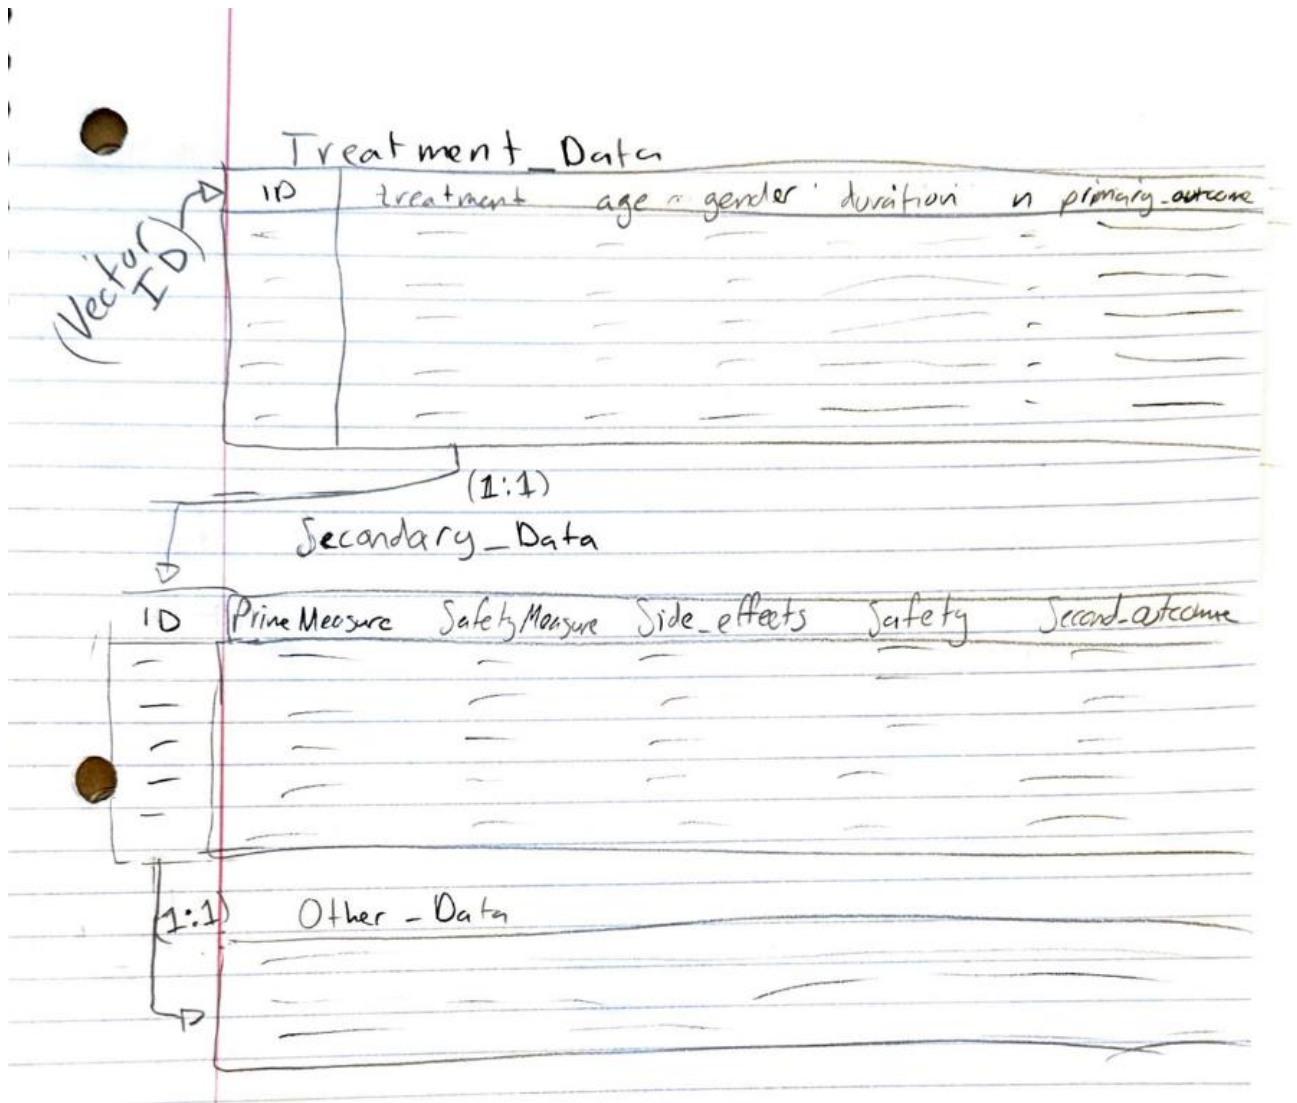 Treatment_Data
(Vector ID)
ID treatment age gender duration n primary_outcome
(1:1)
Secondary_Data
ID PrimeMeasure SafetyMeasure Side_effects Safety Second_outcome
(1:1) Other_Data